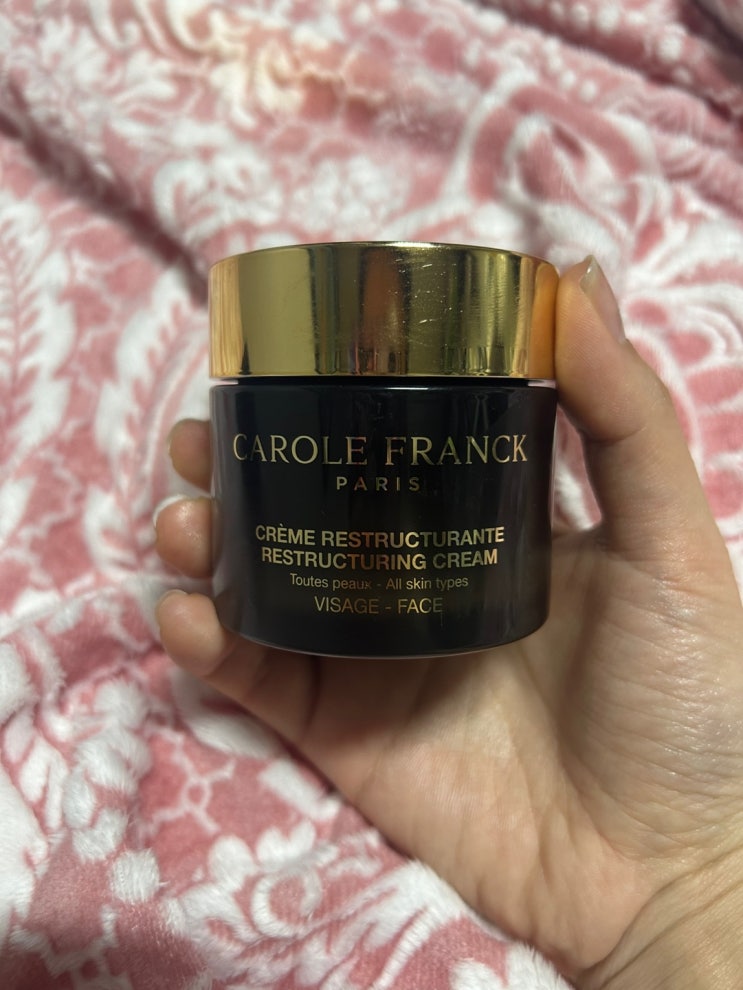 CAROLE FRANCK
PARIS
CRÈME RESTRUCTURANTE
RESTRUCTURING CREAM
Toutes peaux - All skin types
VISAGE - FACE